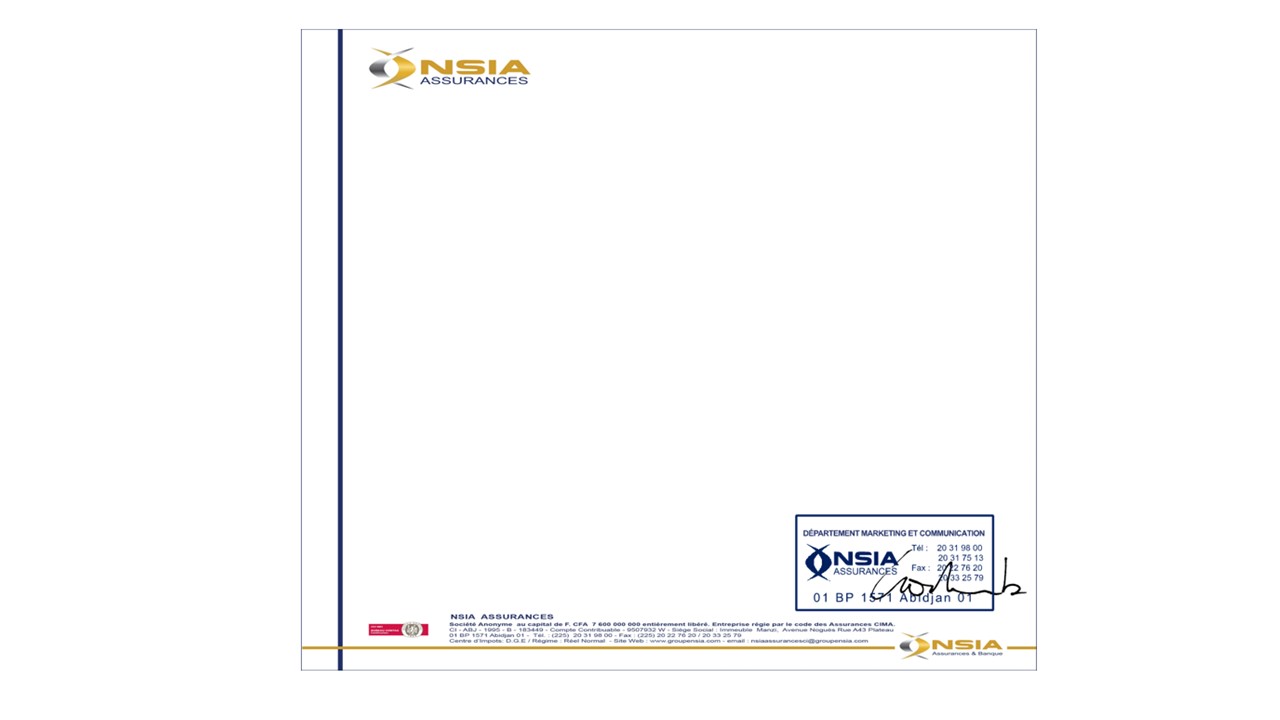 NSIA
ASSURANCES
DÉPARTEMENT MARKETING ET COMMUNICATION
NSIA
ASSURANCES
Tél : 20 31 98 00
20 31 75 13
Fax : 20 22 76 20
20 33 25 79
01 BP 1571 Abidjan 01
NSIA ASSURANCES
Société Anonyme au capital de F. CFA 7 600 000 000 entièrement libéré. Entreprise régie par le code des Assurances CIMA.
CI - ABJ - 1995 - B - 183449 - Compte Contribuable - 9507932 W - Siège Social : Immeuble Manzi, Avenue Noguès Rue A43 Plateau
01 BP 1571 Abidjan 01 - Tél. : (225) 20 31 98 00 - Fax : (225) 20 22 76 20 / 20 33 25 79
Centre d'Impots. D.G.E / Régime : Réel Normal - Site Web : www.groupensia.com - email : nsiaassurancesci@groupensia.com
NSIA
Assurances & Banque